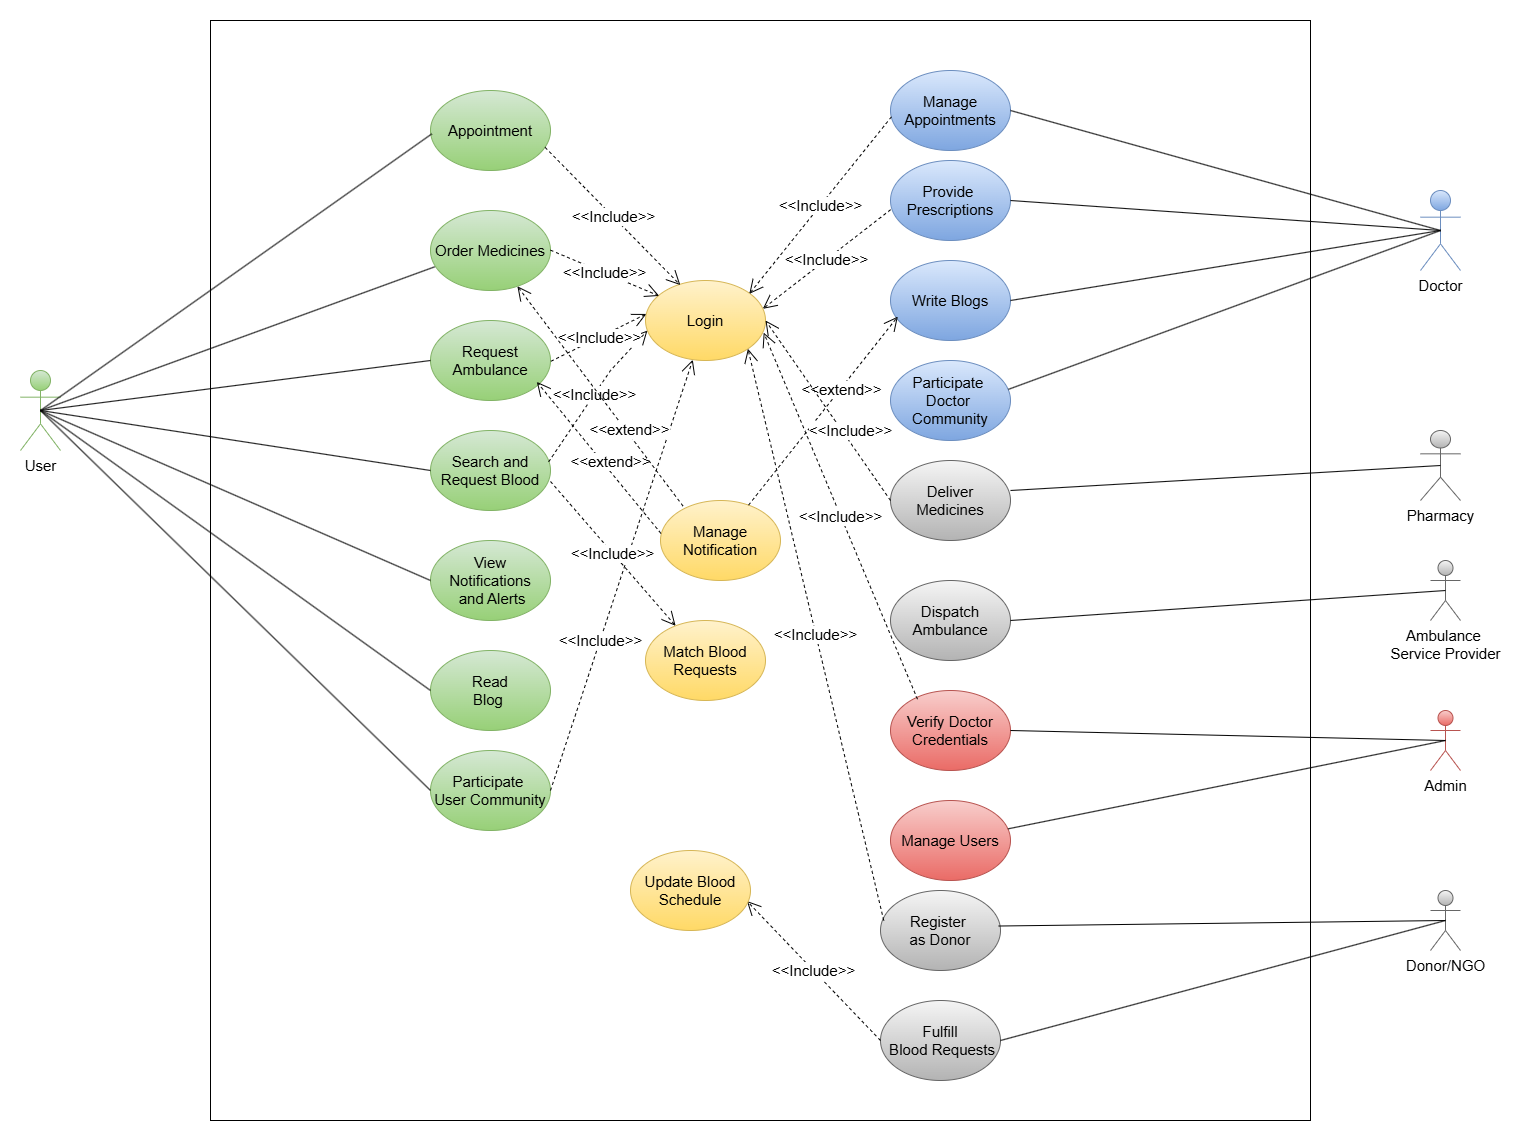 Manage
Appointments
Appointment
Provide
Prescriptions
<<Include>>
<<Include>>
Order Medicines
<<Include>>
<<Include>>
Doctor
Write Blogs
Login
<<Include>>
Request
Ambulance
<<extend>>
Participate
Doctor
Community
<<Include>>
<<extend>>
<<Include>>
User
Search and
Request Blood
<<extend>>
Deliver
Medicines
Pharmacy
<<Include>>
Manage
Notification
<<Include>>
View
Notifications
and Alerts
Dispatch
Ambulance
<<Include>>
<<Include>>
Ambulance
Service Provider
Match Blood
Requests
Read
Blog
Verify Doctor
Credentials
Participate
User Community
Admin
Manage Users
Update Blood
Schedule
Register
as Donor
Donor/NGO
<<Include>>
Fulfill
Blood Requests